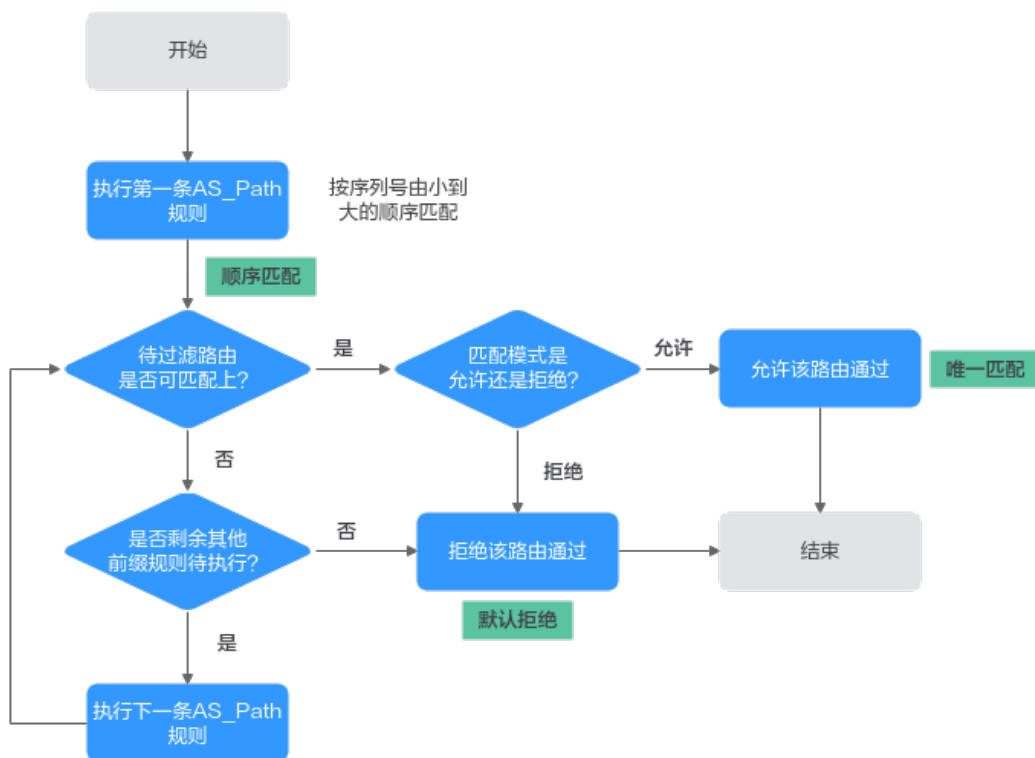 开始
执行第一条AS_Path
规则
按序列号由小到
大的顺序匹配
顺序匹配
待过滤路由
是否可匹配上?
是
匹配模式是
允许还是拒绝?
允许
允许该路由通过
唯一匹配
否
拒绝
是否剩余其他
前缀规则待执行?
否
拒绝该路由通过
结束
默认拒绝
是
执行下一条AS_Path
规则